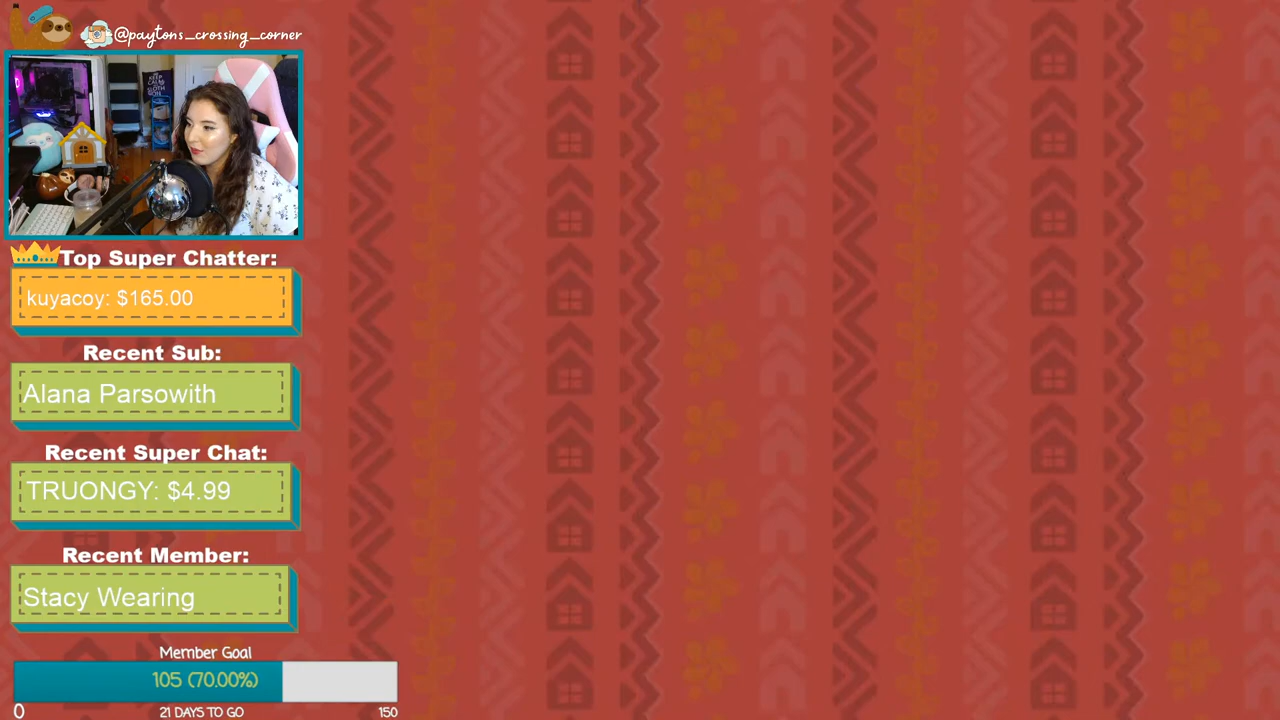 @paytons_crossing_corner
Top Super Chatter:
kuyacoy: $165.00
Recent Sub:
Alana Parsowith
Recent Super Chat:
TRUONGY: $4.99
Recent Member:
Stacy Wearing
Member Goal
105 (70.00%)
0
21 DAYS TO GO
150